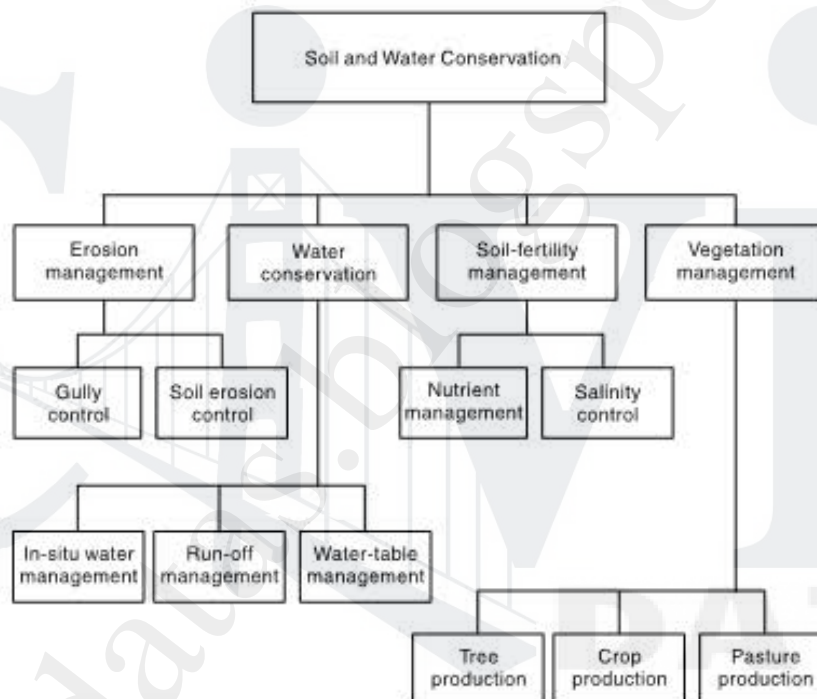 Soil and Water Conservation
Erosion
management
Water
conservation
Soil-fertility
management
Vegetation
management
Gully
control
Soil erosion
control
Nutrient
management
Salinity
control
In-situ water
management
Run-off
management
Water-table
management
Tree
production
Crop
production
Pasture
production
datas.blogspo